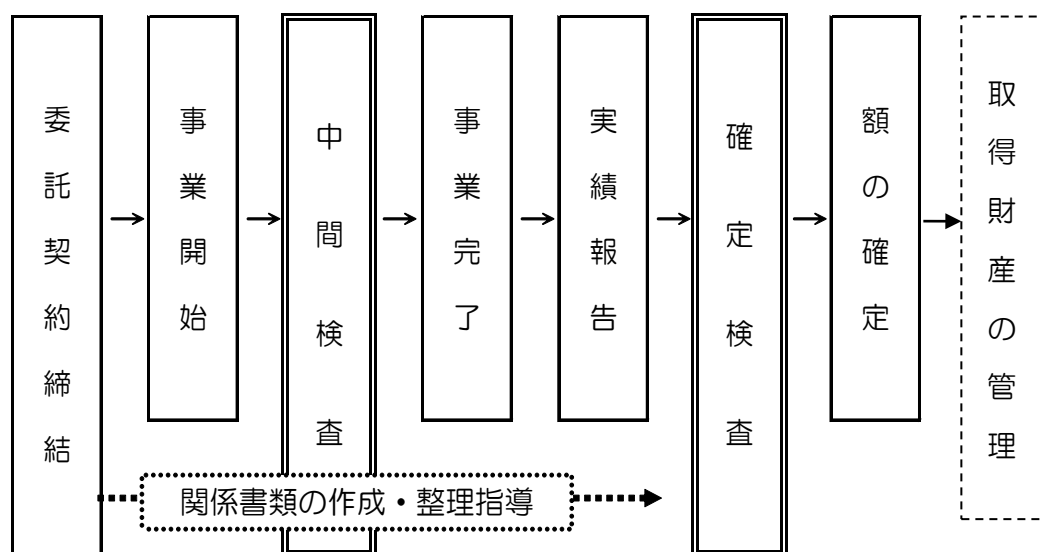 委託契約締結
事業開始
中間検査
事業完了
実績報告
確定検査
額の確定
取得財産の管理
関係書類の作成・整理指導